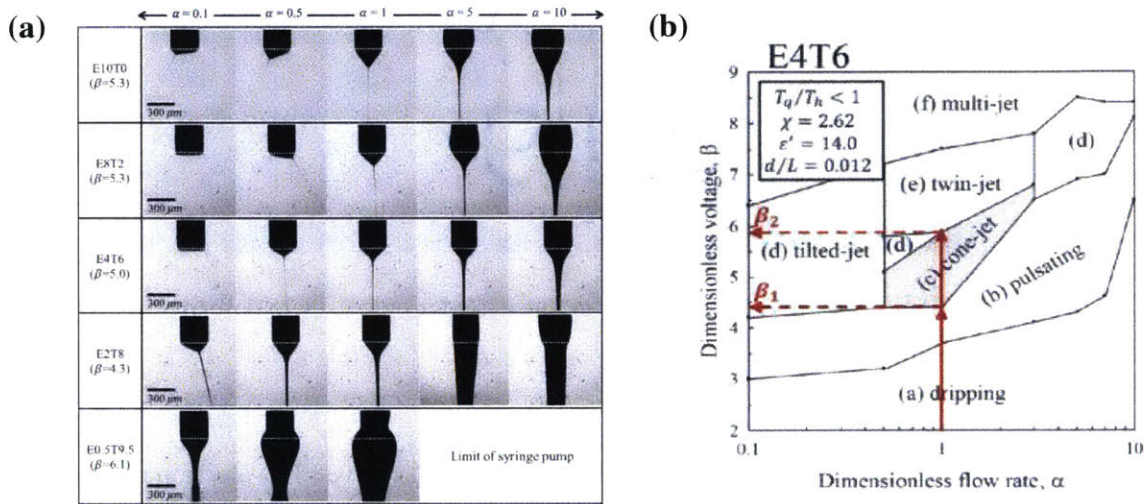 (a)
α = 0.1 α = 0.5 α = 1 α = 5 α = 10
E10T0
(β=5.3)
300 μm
E8T2
(β=5.3)
300 μm
E4T6
(β=5.0)
300 μm
E2T8
(β=4.3)
300 μm
E0.5T9.5
(β=6.1)
300 μm
Limit of syringe pump
(b)
E4T6
T_q/T_h < 1
χ = 2.62
ε' = 14.0
d/L = 0.012
(f) multi-jet
(d)
(e) twin-jet
β₂
(d) tilted-jet
(d)
(c) cone-jet
(b) pulsating
β₁
(a) dripping
Dimensionless voltage, β
9
8
7
6
5
4
3
2
0.1 1 10
Dimensionless flow rate, α